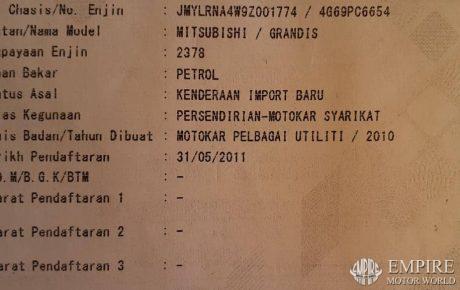 Chasis/No. Enjin : JMYLRNA4W9Z001774 / 4G69PC6654
tan/Nama Model : MITSUBISHI / GRANDIS
payaan Enjin : 2378
an Bakar : PETROL
tus Asal : KENDERAAN IMPORT BARU
as Kegunaan : PERSENDIRIAN-MOTOKAR SYARIKAT
is Badan/Tahun Dibuat : MOTOKAR PELBAGAI UTILITI / 2010
rikh Pendaftaran : 31/05/2011
.M/B.G.K/BTM : -
arat Pendaftaran 1 : -
arat Pendaftaran 2 : -
arat Pendaftaran 3 : -
EMPIRE
MOTOR WORLD